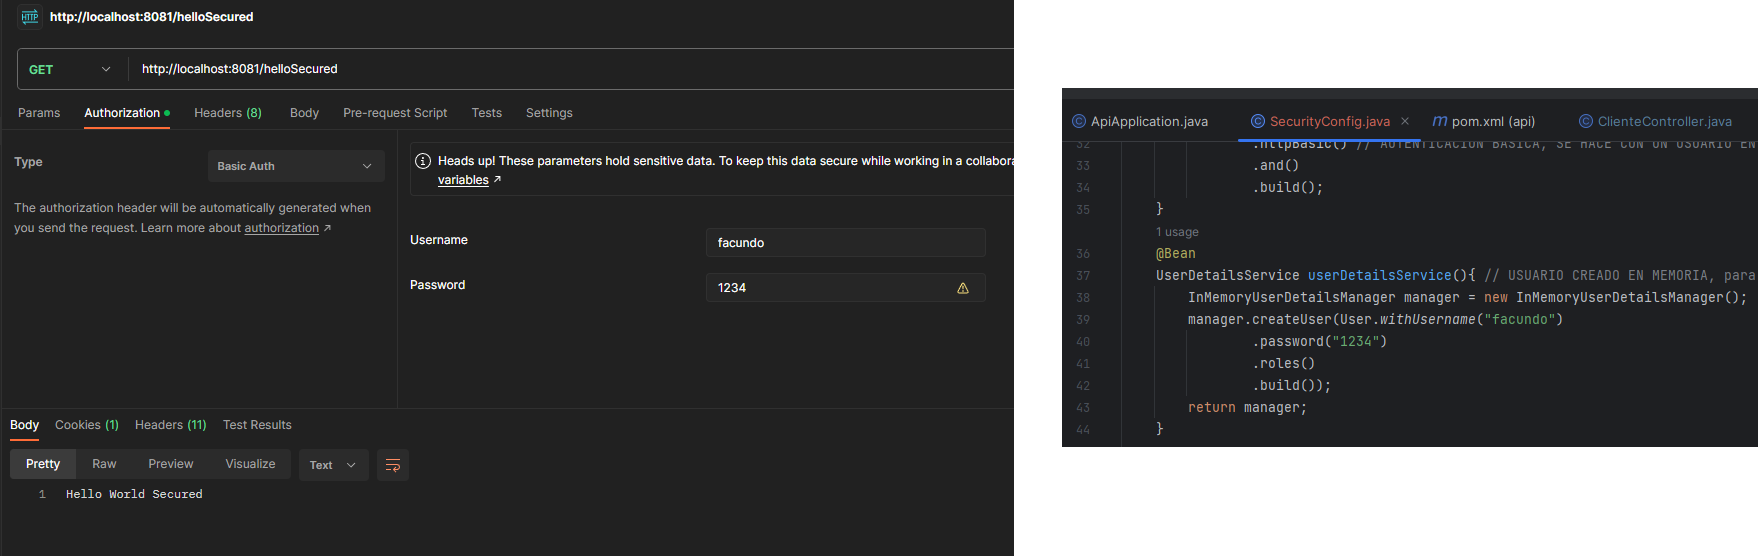 HTTP http://localhost:8081/helloSecured
GET http://localhost:8081/helloSecured
Params Authorization Headers (8) Body Pre-request Script Tests Settings
Type
Basic Auth
The authorization header will be automatically generated when
you send the request. Learn more about authorization ↗
Heads up! These parameters hold sensitive data. To keep this data secure while working in a collabora
variables ↗
Username
facundo
Password
1234
Body Cookies (1) Headers (11) Test Results
Pretty Raw Preview Visualize Text
1 Hello World Secured
ApiApplication.java SecurityConfig.java × pom.xml (api) ClienteController.java
32 .httpBasic() // AUTENTICACION BASICA, SE HACE CON UN USUARIO EN
33 .and()
34 .build();
35 }
1 usage
36 @Bean
37 UserDetailsService userDetailsService(){ // USUARIO CREADO EN MEMORIA, para
38 InMemoryUserDetailsManager manager = new InMemoryUserDetailsManager();
39 manager.createUser(User.withUsername("facundo")
40 .password("1234")
41 .roles()
42 .build());
43 return manager;
44 }